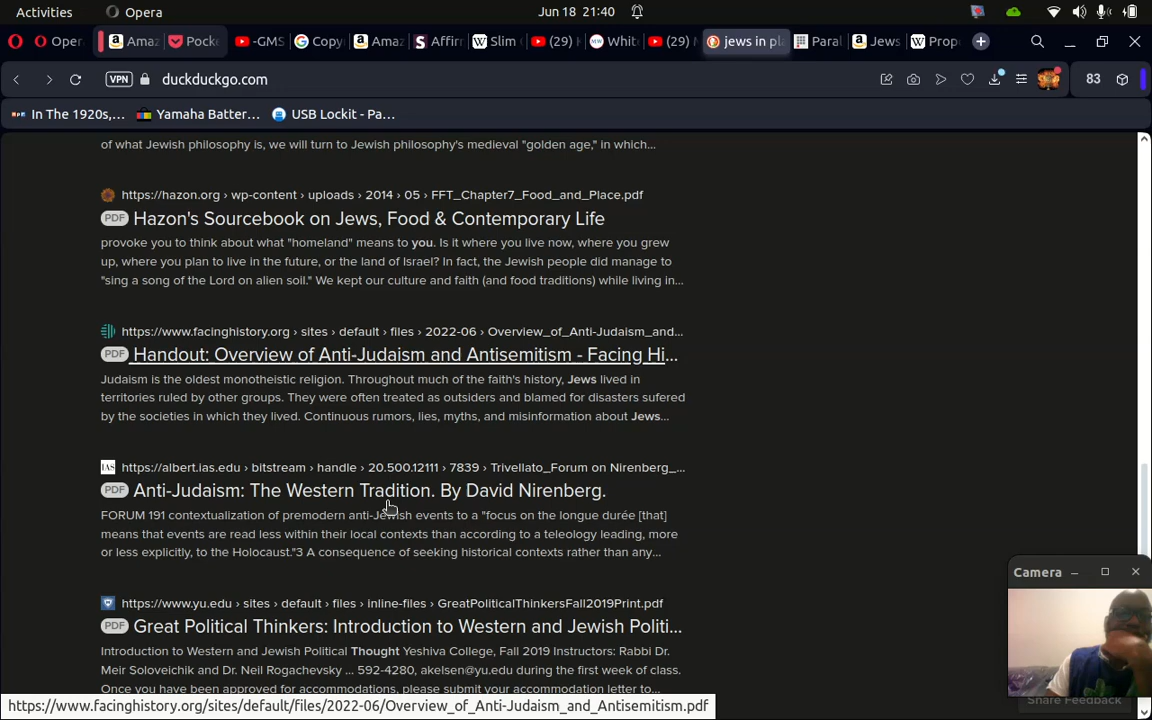 Activities
Opera
Jun 18 21:40
Oper
Amaz
Pocke
-GMS
Copy
Amaz
Affirr
Slim
(29)
White
(29)
jews in pla
Paral
Jews
Prop
VPN
duckduckgo.com
83
In The 1920s,...
Yamaha Batter...
USB Lockit - Pa...
of what Jewish philosophy is, we will turn to Jewish philosophy's medieval "golden age," in which...
https://hazon.org › wp-content › uploads › 2014 › 05 › FFT_Chapter7_Food_and_Place.pdf
PDF Hazon's Sourcebook on Jews, Food & Contemporary Life
provoke you to think about what "homeland" means to you. Is it where you live now, where you grew
up, where you plan to live in the future, or the land of Israel? In fact, the Jewish people did manage to
"sing a song of the Lord on alien soil." We kept our culture and faith (and food traditions) while living in...
https://www.facinghistory.org › sites › default › files › 2022-06 › Overview_of_Anti-Judaism_and...
PDF Handout: Overview of Anti-Judaism and Antisemitism - Facing Hi...
Judaism is the oldest monotheistic religion. Throughout much of the faith's history, Jews lived in
territories ruled by other groups. They were often treated as outsiders and blamed for disasters sufered
by the societies in which they lived. Continuous rumors, lies, myths, and misinformation about Jews...
IAS https://albert.ias.edu › bitstream › handle › 20.500.12111 › 7839 › Trivellato_Forum on Nirenberg_...
PDF Anti-Judaism: The Western Tradition. By David Nirenberg.
FORUM 191 contextualization of premodern anti-Jewish events to a "focus on the longue durée [that]
means that events are read less within their local contexts than according to a teleology leading, more
or less explicitly, to the Holocaust."3 A consequence of seeking historical contexts rather than any...
https://www.yu.edu › sites › default › files › inline-files › GreatPoliticalThinkersFall2019Print.pdf
PDF Great Political Thinkers: Introduction to Western and Jewish Politi...
Introduction to Western and Jewish Political Thought Yeshiva College, Fall 2019 Instructors: Rabbi Dr.
Meir Soloveichik and Dr. Neil Rogachevsky ... 592-4280, akelsen@yu.edu during the first week of class.
Once you have been approved for accommodations, please submit your accommodation letter to...
Camera
Share Feedback
https://www.facinghistory.org/sites/default/files/2022-06/Overview_of_Anti-Judaism_and_Antisemitism.pdf